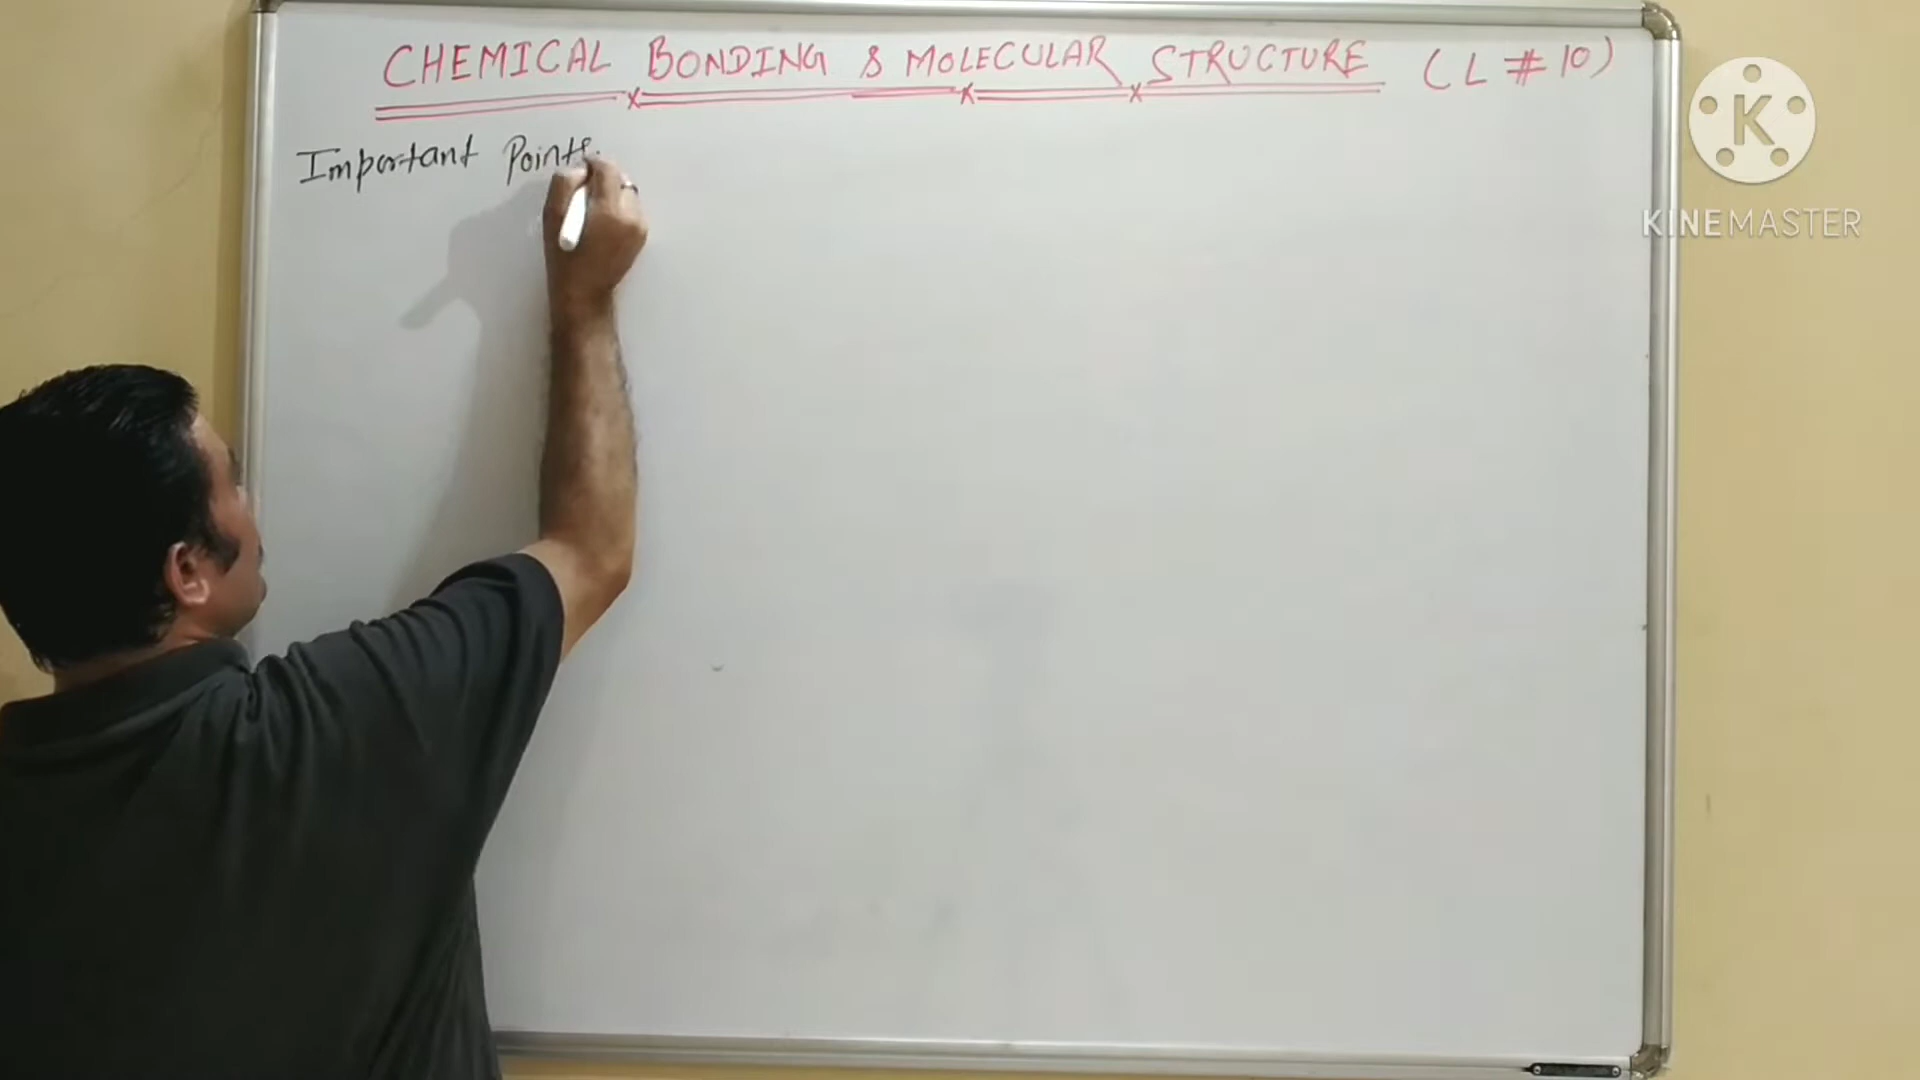 CHEMICAL BONDING & MOLECULAR STRUCTURE (L # 10)
Important Points
K
KINEMASTER